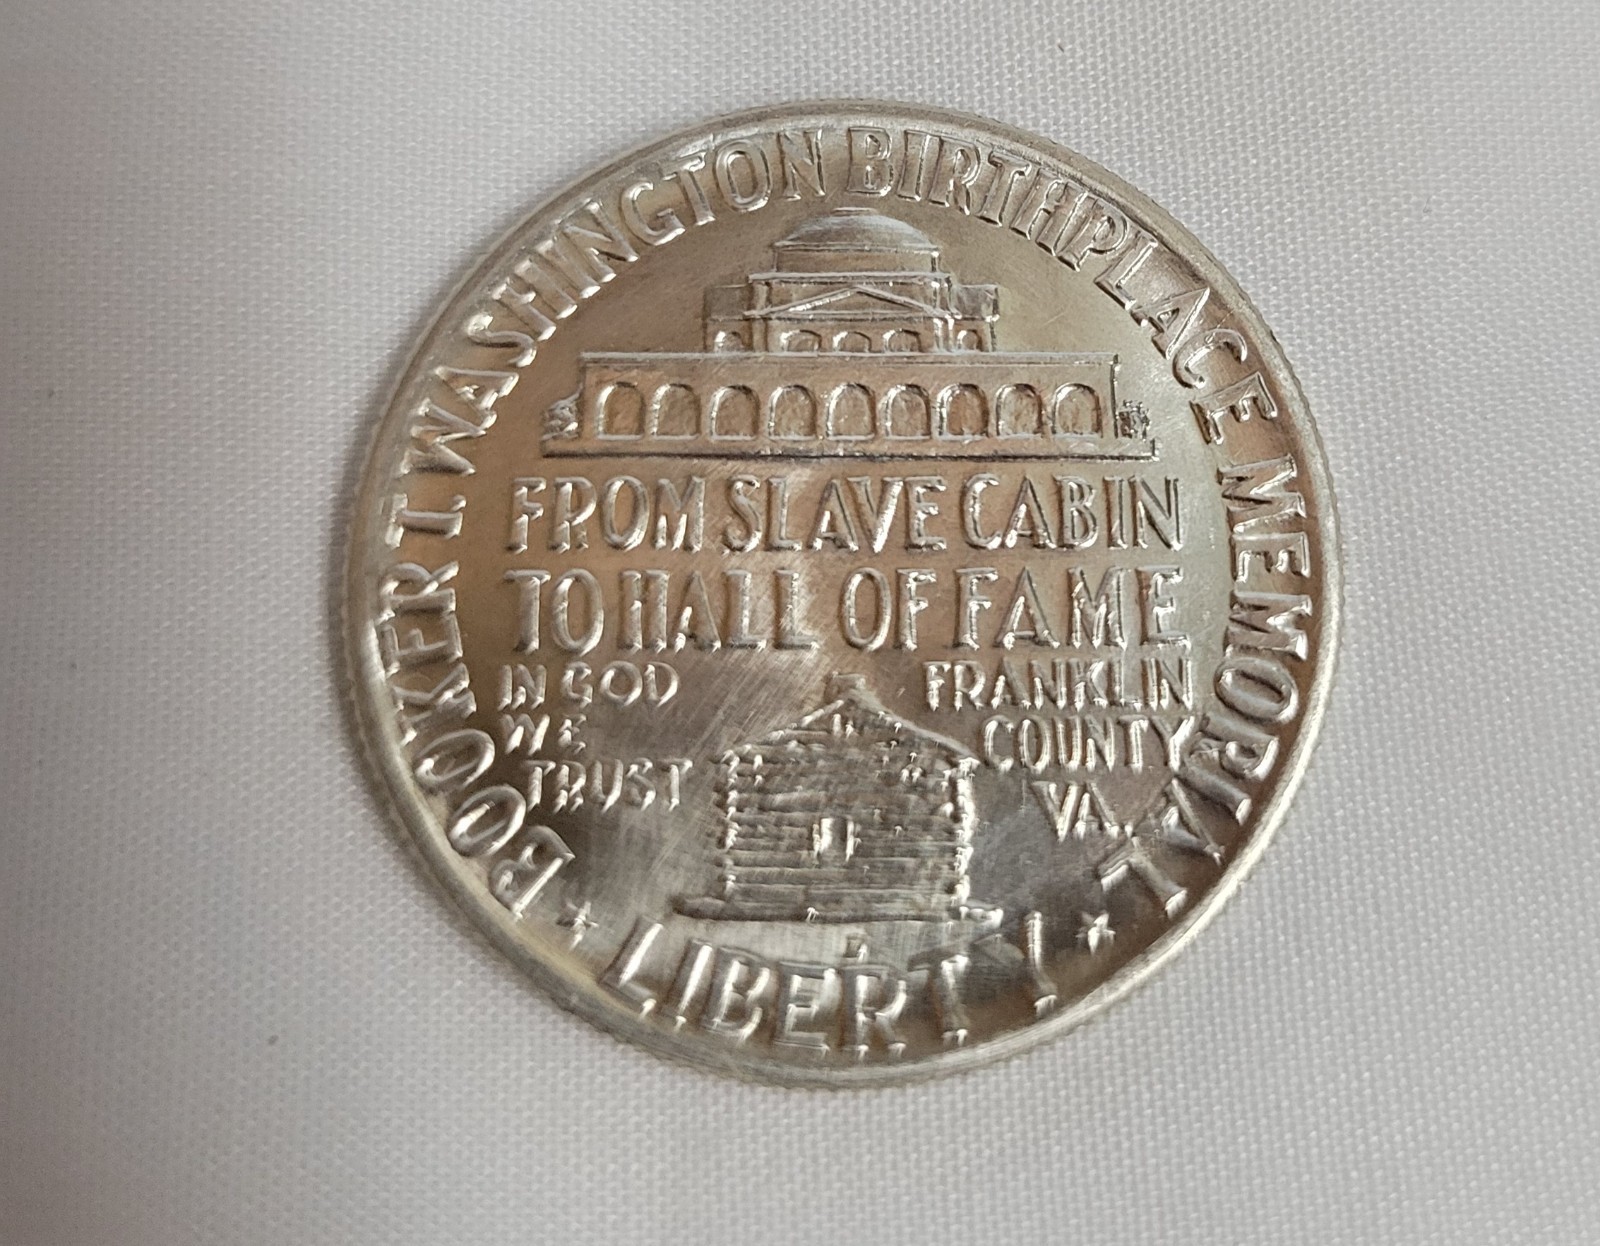 BOOKER T. WASHINGTON BIRTHPLACE MEMORIAL
FROM SLAVE CABIN
TO HALL OF FAME
IN GOD
WE
TRUST
FRANKLIN
COUNTY
VA.
LIBERTY